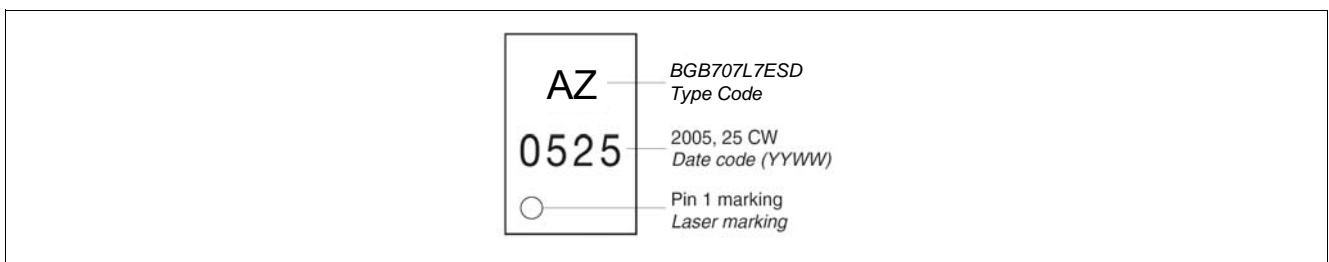 AZ
BGB707L7ESD
Type Code
0525
2005, 25 CW
Date code (YYWW)
Pin 1 marking
Laser marking